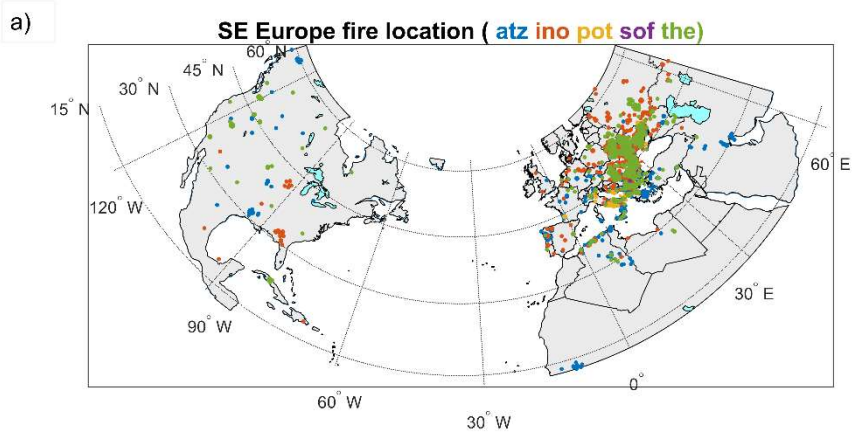 a)
SE Europe fire location ( atz ino pot sof the)
60° N
45° N
30° N
15° N
120° W
90° W
60° W
30° W
0°
30° E
60° E